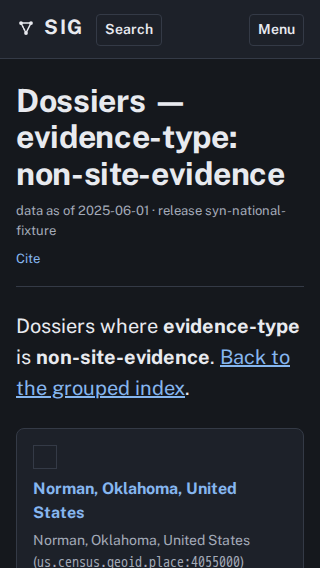 SIG
Search
Menu
Dossiers —
evidence-type:
non-site-evidence
data as of 2025-06-01 · release syn-national-
fixture
Cite
Dossiers where evidence-type
is non-site-evidence. Back to
the grouped index.
Norman, Oklahoma, United
States
Norman, Oklahoma, United States
(us.census.geoid.place:4055000)